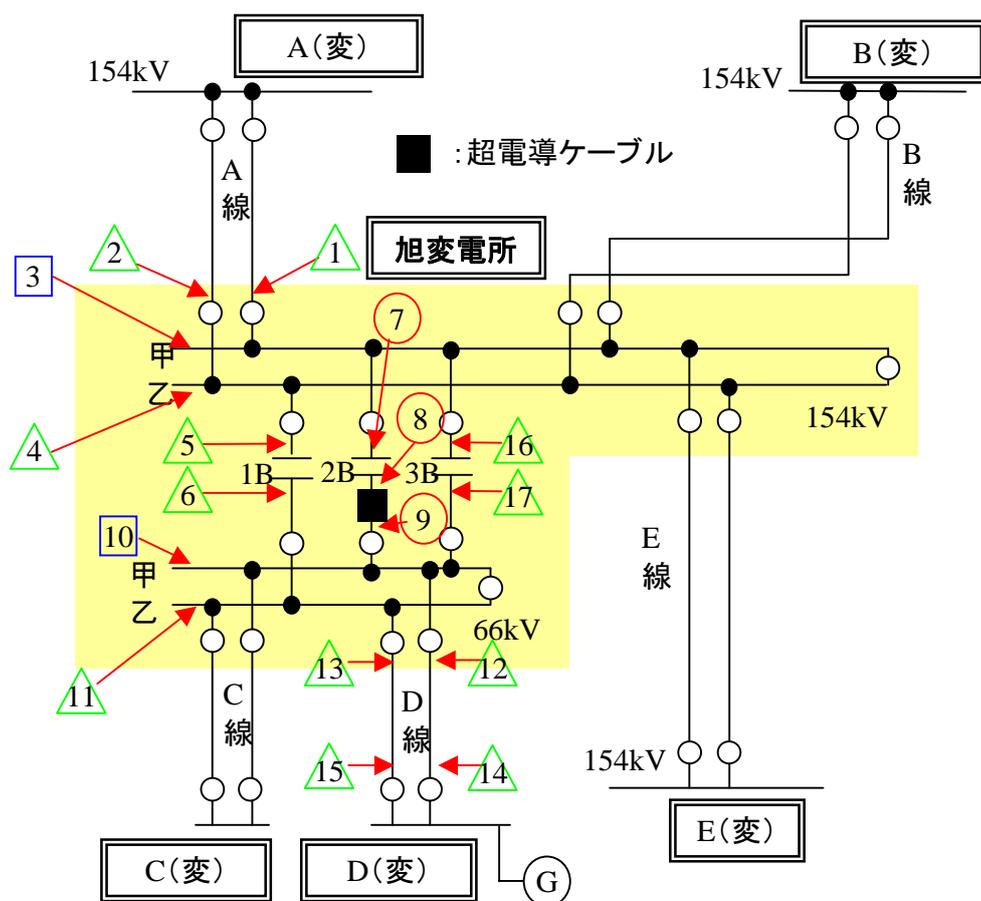 A(変)
154kV
B(変)
154kV
:超電導ケーブル
A
線
B
線
旭変電所
2
1
3
7
甲
乙
8
154kV
4
5
16
1B
2B
3B
6
17
9
10
E
線
甲
乙
66kV
13
12
11
C
線
D
線
15
14
154kV
C(変)
D(変)
G
E(変)